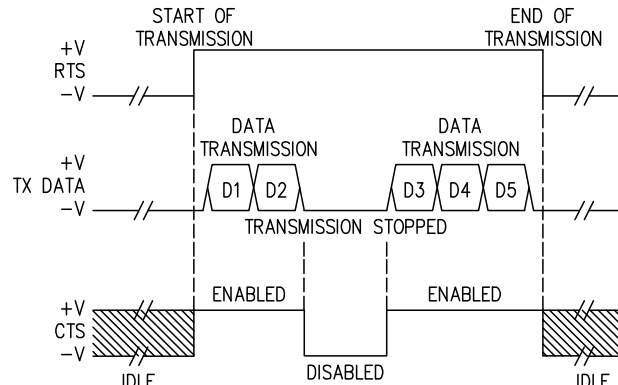 START OF
TRANSMISSION
END OF
TRANSMISSION
+V
RTS
−V
DATA
TRANSMISSION
DATA
TRANSMISSION
+V
TX DATA
−V
D1
D2
D3
D4
D5
TRANSMISSION STOPPED
ENABLED
ENABLED
+V
CTS
−V
IDLE
DISABLED
IDLE